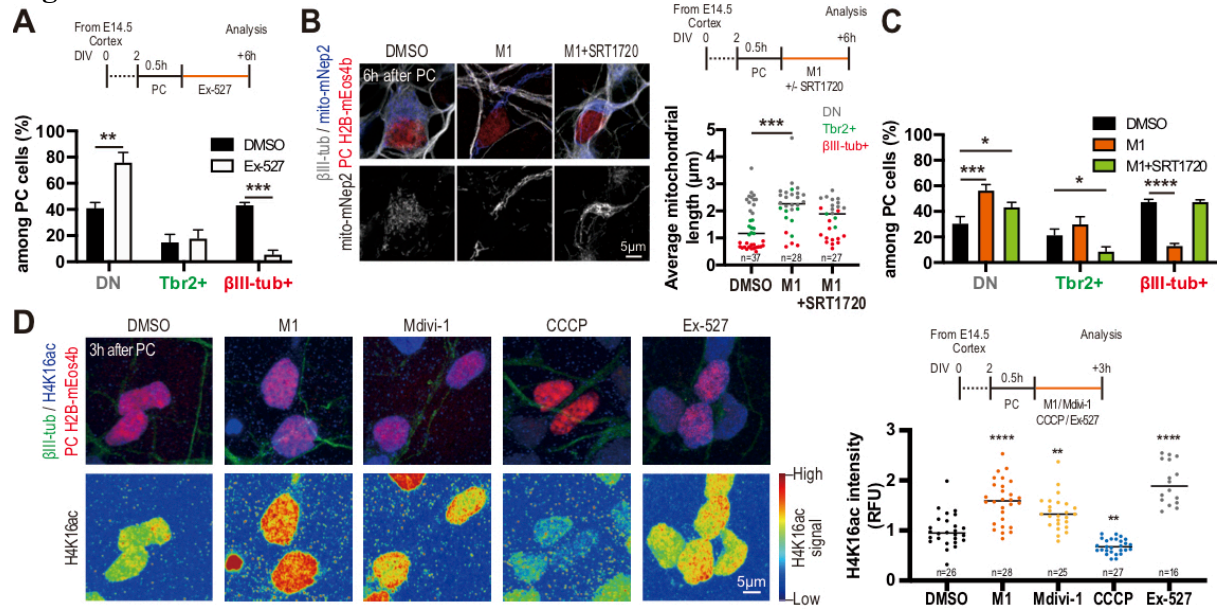 A
From E14.5
Cortex
Analysis
DIV 0 2 0.5h +6h
PC Ex-527
among PC cells (%)
100
80
60
40
20
0
**
***
DMSO
Ex-527
DN Tbr2+ βIII-tub+
B
DMSO M1 M1+SRT1720
6h after PC
βIII-tub / mito-mNep2
PC H2B-mEos4b
mito-mNep2
5μm
From E14.5
Cortex
Analysis
DIV 0 2 0.5h +6h
PC M1
+/- SRT1720
DN
Tbr2+
βIII-tub+
***
Average mitochondrial
length (μm)
5
4
3
2
1
0
n=37 n=28 n=27
DMSO M1 M1
+SRT1720
C
among PC cells (%)
100
80
60
40
20
0
DMSO
M1
M1+SRT1720
*
***
*
****
DN Tbr2+ βIII-tub+
D
DMSO M1 Mdivi-1 CCCP Ex-527
3h after PC
βIII-tub / H4K16ac
PC H2B-mEos4b
H4K16ac
High
H4K16ac
signal
Low
5μm
From E14.5
Cortex
Analysis
DIV 0 2 0.5h +3h
PC M1/Mdivi-1
CCCP/Ex-527
H4K16ac intensity
(RFU)
3
2
1
0
****
**
**
****
n=26 n=28 n=25 n=27 n=16
DMSO M1 Mdivi-1 CCCP Ex-527